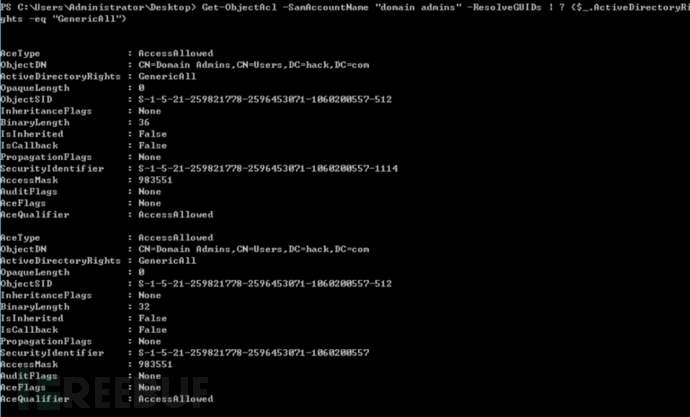 PS C:\Users\Administrator\Desktop> Get-ObjectAcl -SamAccountName "domain admins" -ResolveGUIDs | ? {$_.ActiveDirectoryRi
ghts -eq "GenericAll"}
AceType : AccessAllowed
ObjectDN : CN=Domain Admins,CN=Users,DC=hack,DC=com
ActiveDirectoryRights : GenericAll
OpaqueLength : 0
ObjectSID : S-1-5-21-259821778-2596453071-1060200557-512
InheritanceFlags : None
BinaryLength : 36
IsInherited : False
IsCallback : False
PropagationFlags : None
SecurityIdentifier : S-1-5-21-259821778-2596453071-1060200557-1114
AccessMask : 983551
AuditFlags : None
AceFlags : None
AceQualifier : AccessAllowed
AceType : AccessAllowed
ObjectDN : CN=Domain Admins,CN=Users,DC=hack,DC=com
ActiveDirectoryRights : GenericAll
OpaqueLength : 0
ObjectSID : S-1-5-21-259821778-2596453071-1060200557-512
InheritanceFlags : None
BinaryLength : 32
IsInherited : False
IsCallback : False
PropagationFlags : None
SecurityIdentifier : S-1-5-21-259821778-2596453071-1060200557
AccessMask : 983551
AuditFlags : None
AceFlags : None
AceQualifier : AccessAllowed
FREEBUF